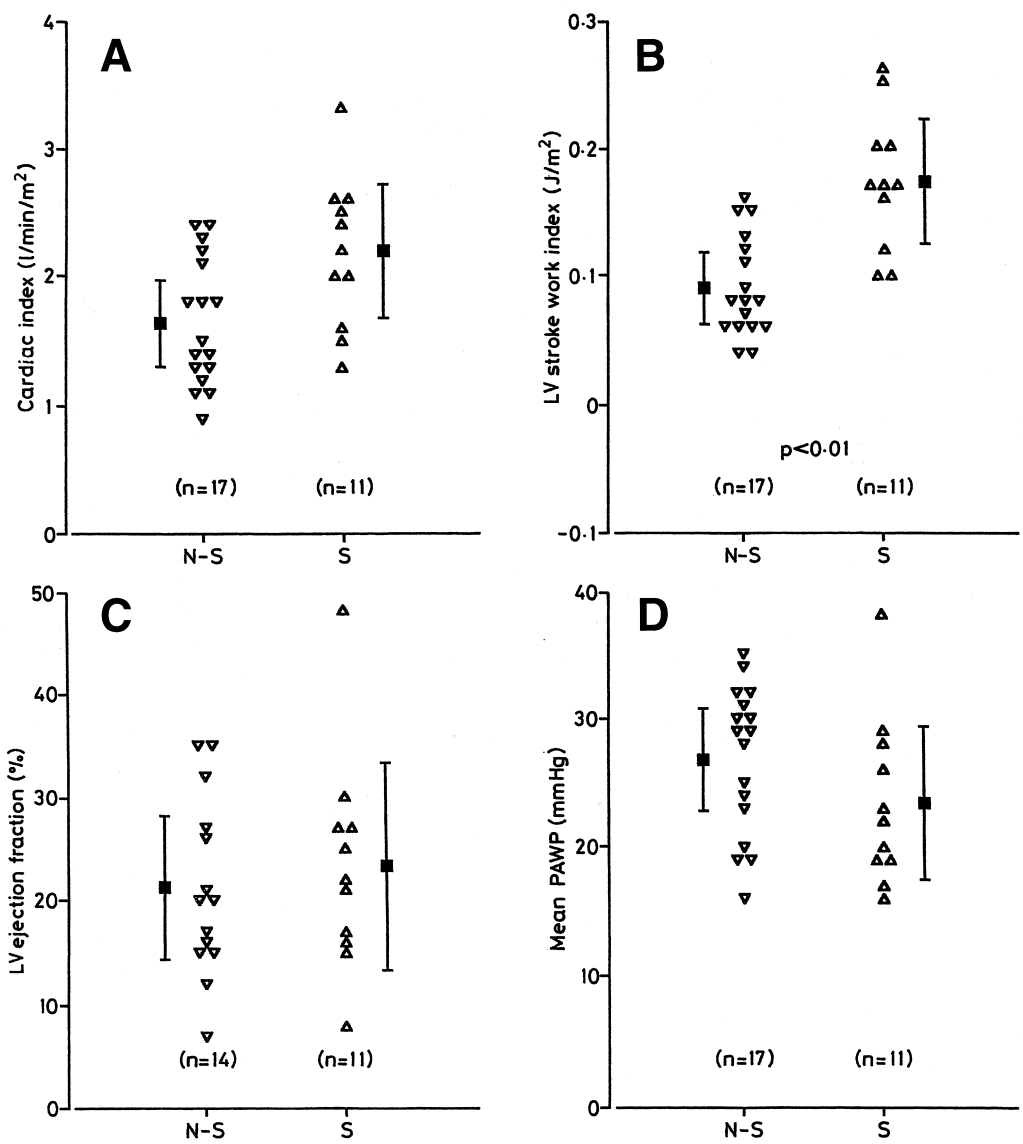 A
Cardiac index (l/min/m²)
4
3
2
1
0
(n=17)
(n=11)
N-S
S
B
LV stroke work index (J/m²)
0·3
0·2
0·1
0
-0·1
p<0·01
(n=17)
(n=11)
N-S
S
C
LV ejection fraction (%)
50
40
30
20
10
0
(n=14)
(n=11)
N-S
S
D
Mean PAWP (mmHg)
40
30
20
10
0
(n=17)
(n=11)
N-S
S